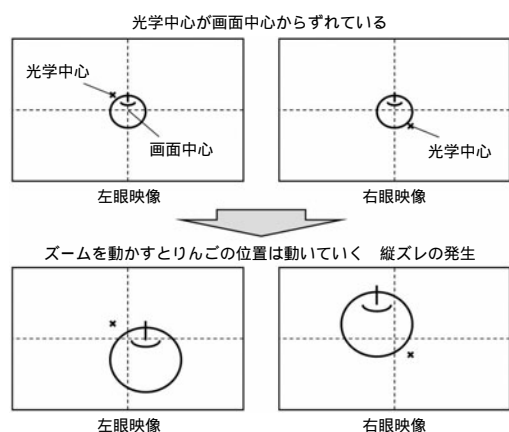 光学中心が画面中心からずれている
光学中心
画面中心
左眼映像
光学中心
右眼映像
ズームを動かすとりんごの位置は動いていく 縦ズレの発生
左眼映像
右眼映像